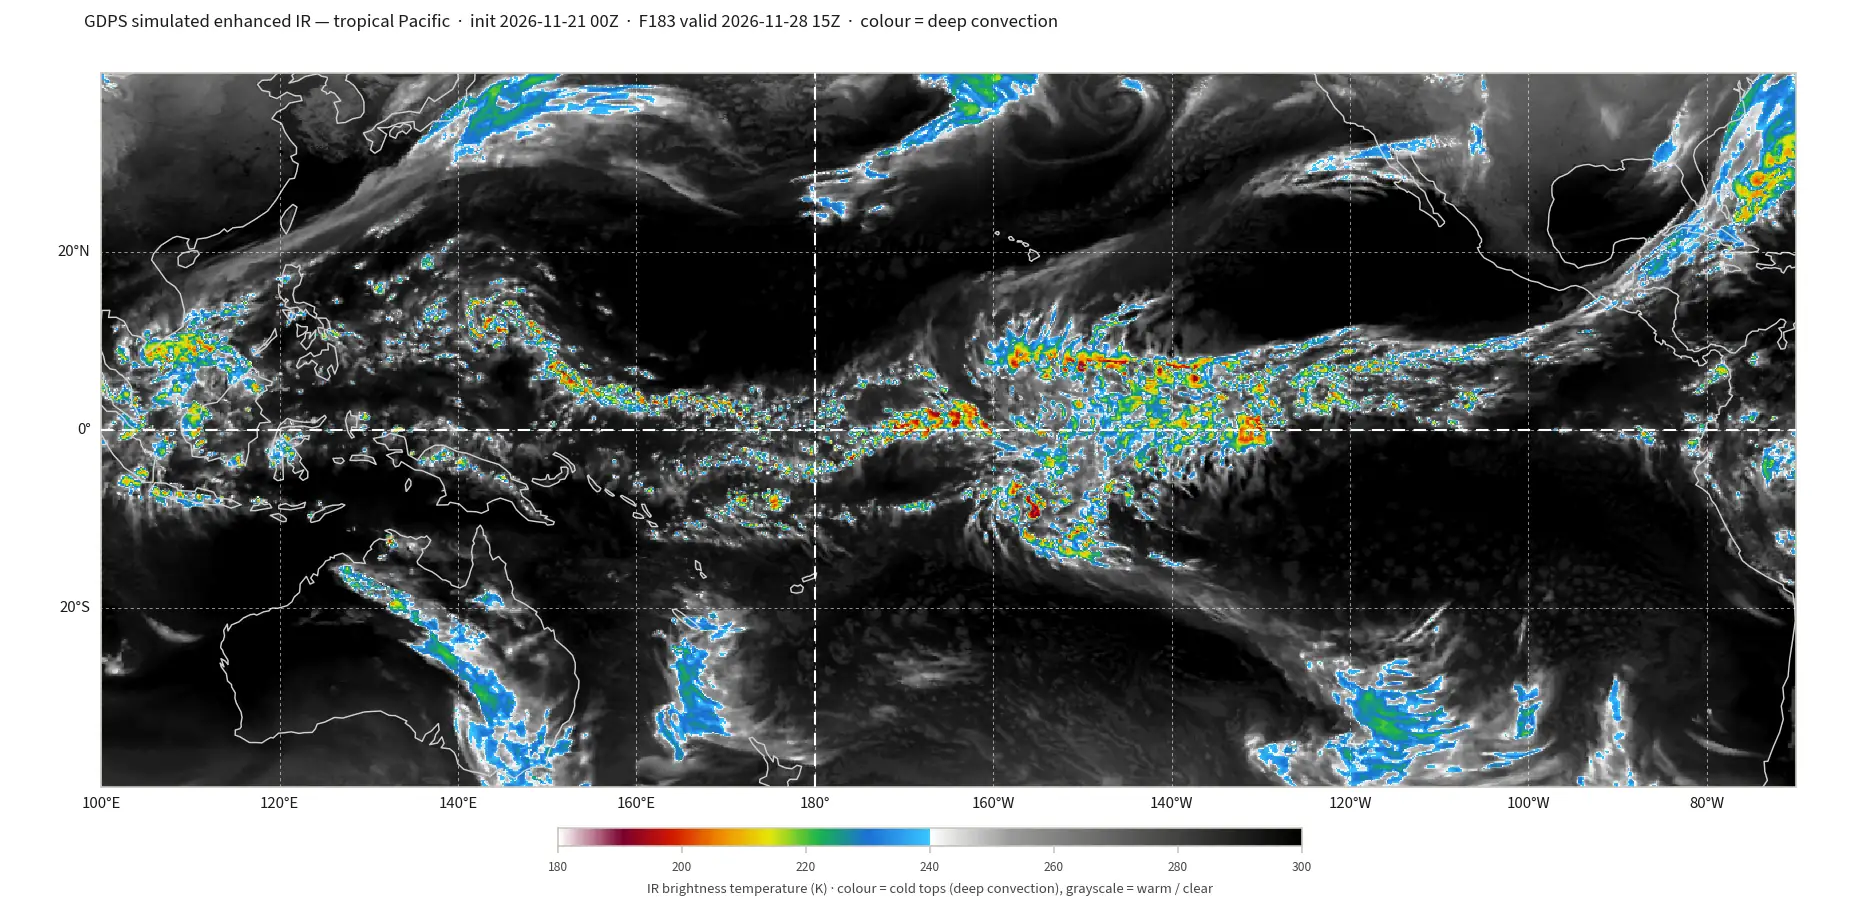 GDPS simulated enhanced IR — tropical Pacific · init 2026-11-21 00Z · F183 valid 2026-11-28 15Z · colour = deep convection
20°N
0°
20°S
100°E 120°E 140°E 160°E 180° 160°W 140°W 120°W 100°W 80°W
180 200 220 240 260 280 300
IR brightness temperature (K) · colour = cold tops (deep convection), grayscale = warm / clear